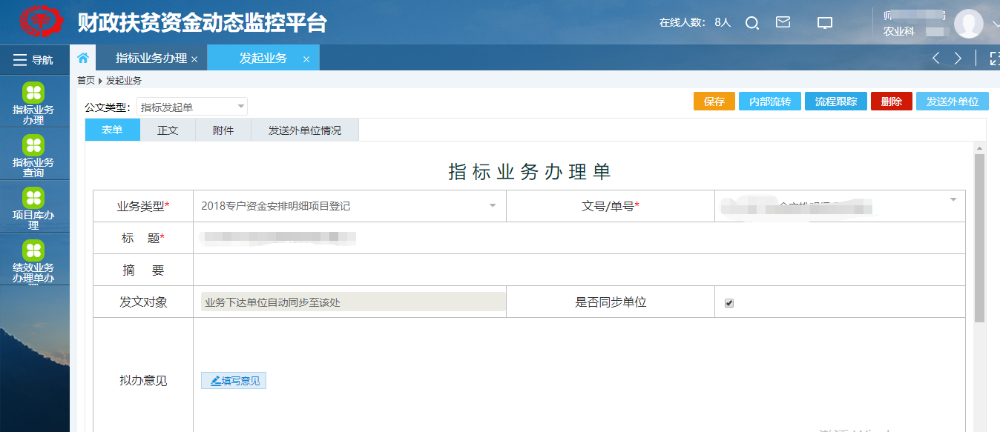 财政扶贫资金动态监控平台
在线人数： 8人
师
局
农业科
导航
指标业务办理 ×
发起业务 ×
首页 发起业务
指标业务
办理
指标业务
查询
项目库办
理
绩效业务
办理单办
公文类型： 指标发起单
保存 内部流转 流程跟踪 删除 发送外单位
表单 正文 附件 发送外单位情况
指标业务办理单
业务类型* 2018专户资金安排明细项目登记 文号/单号*
标 题*
摘 要
发文对象 业务下达单位自动同步至该处 是否同步单位
拟办意见 填写意见